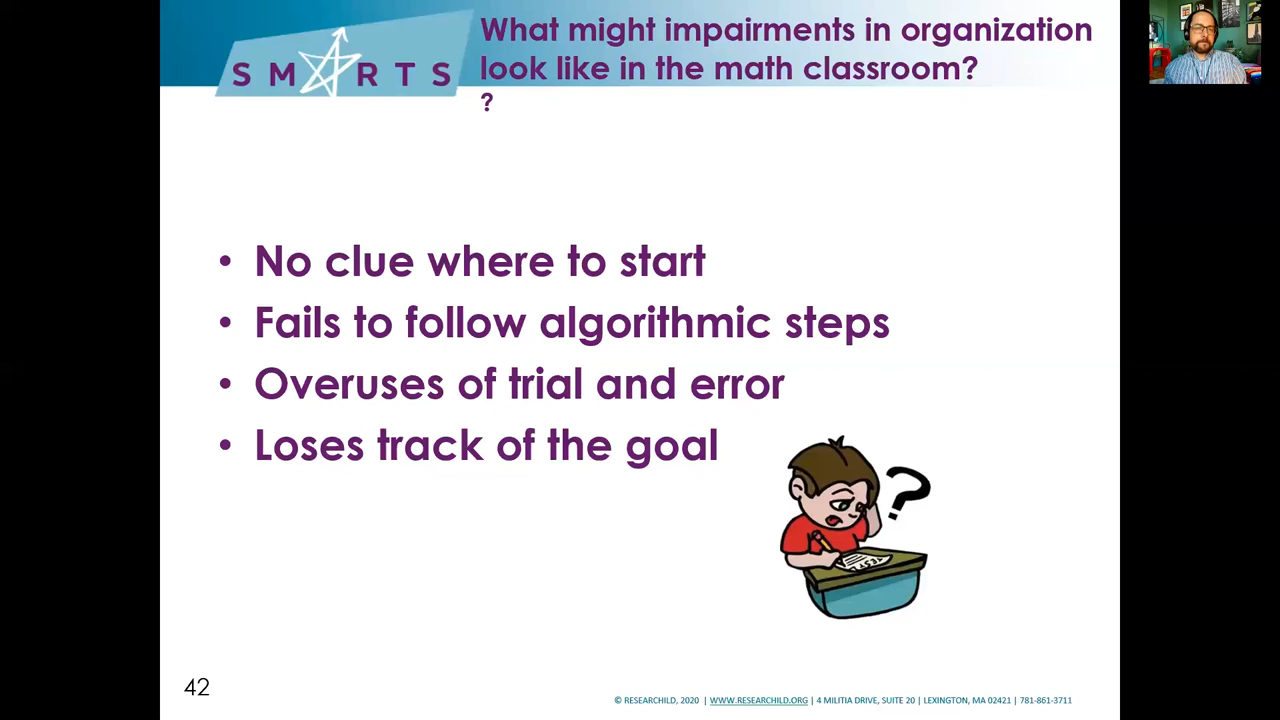 SMARTS
What might impairments in organization
look like in the math classroom?
?
• No clue where to start
• Fails to follow algorithmic steps
• Overuses of trial and error
• Loses track of the goal
?
42
© RESEARCHILD, 2020 | WWW.RESEARCHILD.ORG | 4 MILITIA DRIVE, SUITE 20 | LEXINGTON, MA 02421 | 781-861-3711